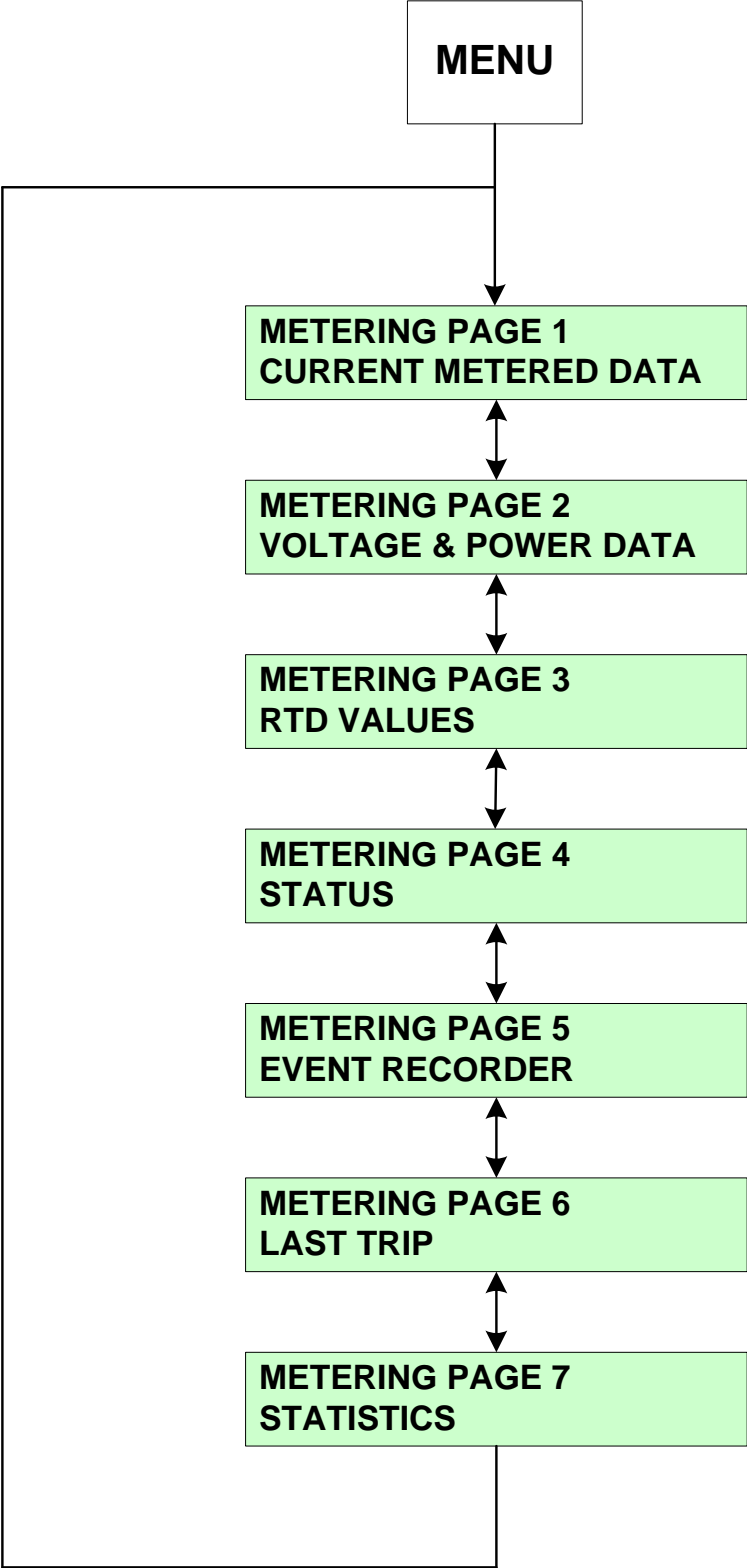 MENU
METERING PAGE 1
CURRENT METERED DATA
METERING PAGE 2
VOLTAGE & POWER DATA
METERING PAGE 3
RTD VALUES
METERING PAGE 4
STATUS
METERING PAGE 5
EVENT RECORDER
METERING PAGE 6
LAST TRIP
METERING PAGE 7
STATISTICS